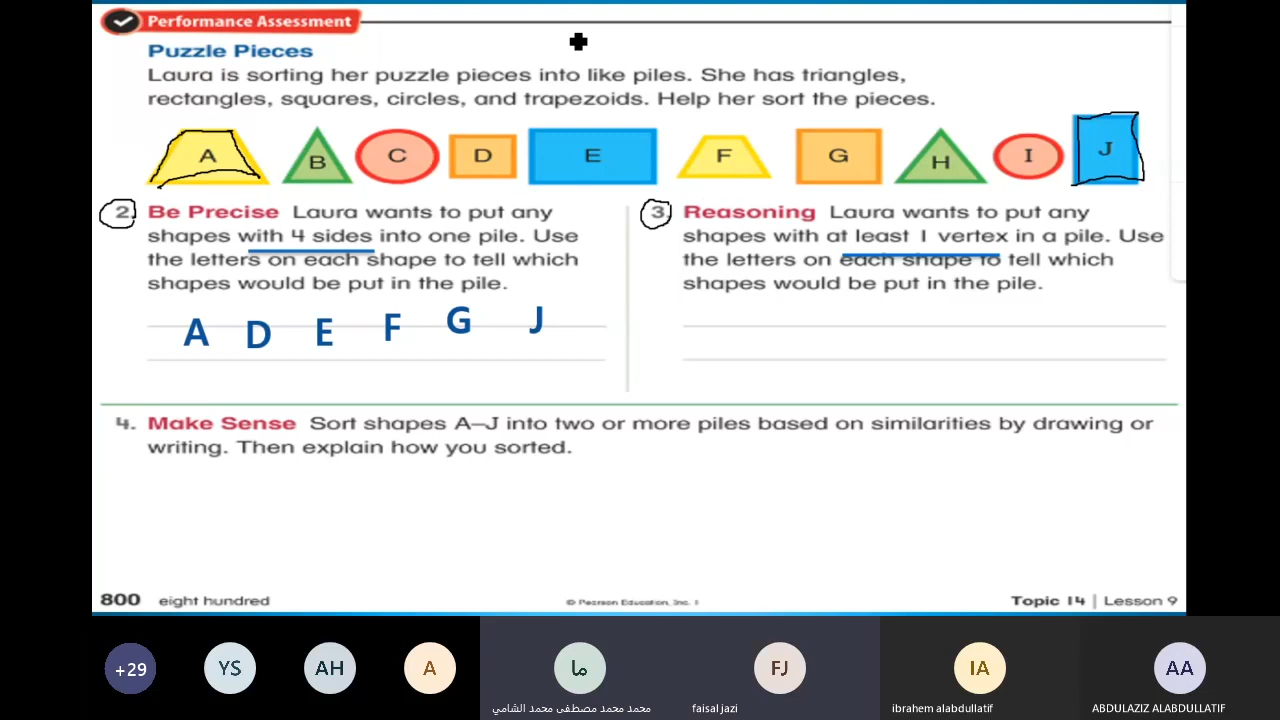 Performance Assessment
Puzzle Pieces
Laura is sorting her puzzle pieces into like piles. She has triangles,
rectangles, squares, circles, and trapezoids. Help her sort the pieces.
A B C D E F G H I J
2. Be Precise Laura wants to put any
shapes with 4 sides into one pile. Use
the letters on each shape to tell which
shapes would be put in the pile.
A D E F G J
3. Reasoning Laura wants to put any
shapes with at least 1 vertex in a pile. Use
the letters on each shape to tell which
shapes would be put in the pile.
4. Make Sense Sort shapes A–J into two or more piles based on similarities by drawing or
writing. Then explain how you sorted.
800 eight hundred
© Pearson Education, Inc. 1
Topic 14 | Lesson 9
+29 YS AH A ما FJ IA AA
محمد محمد مصطفى محمد الشامي
faisal jazi
ibrahem alabdullatif
ABDULAZIZ ALABDULLATIF